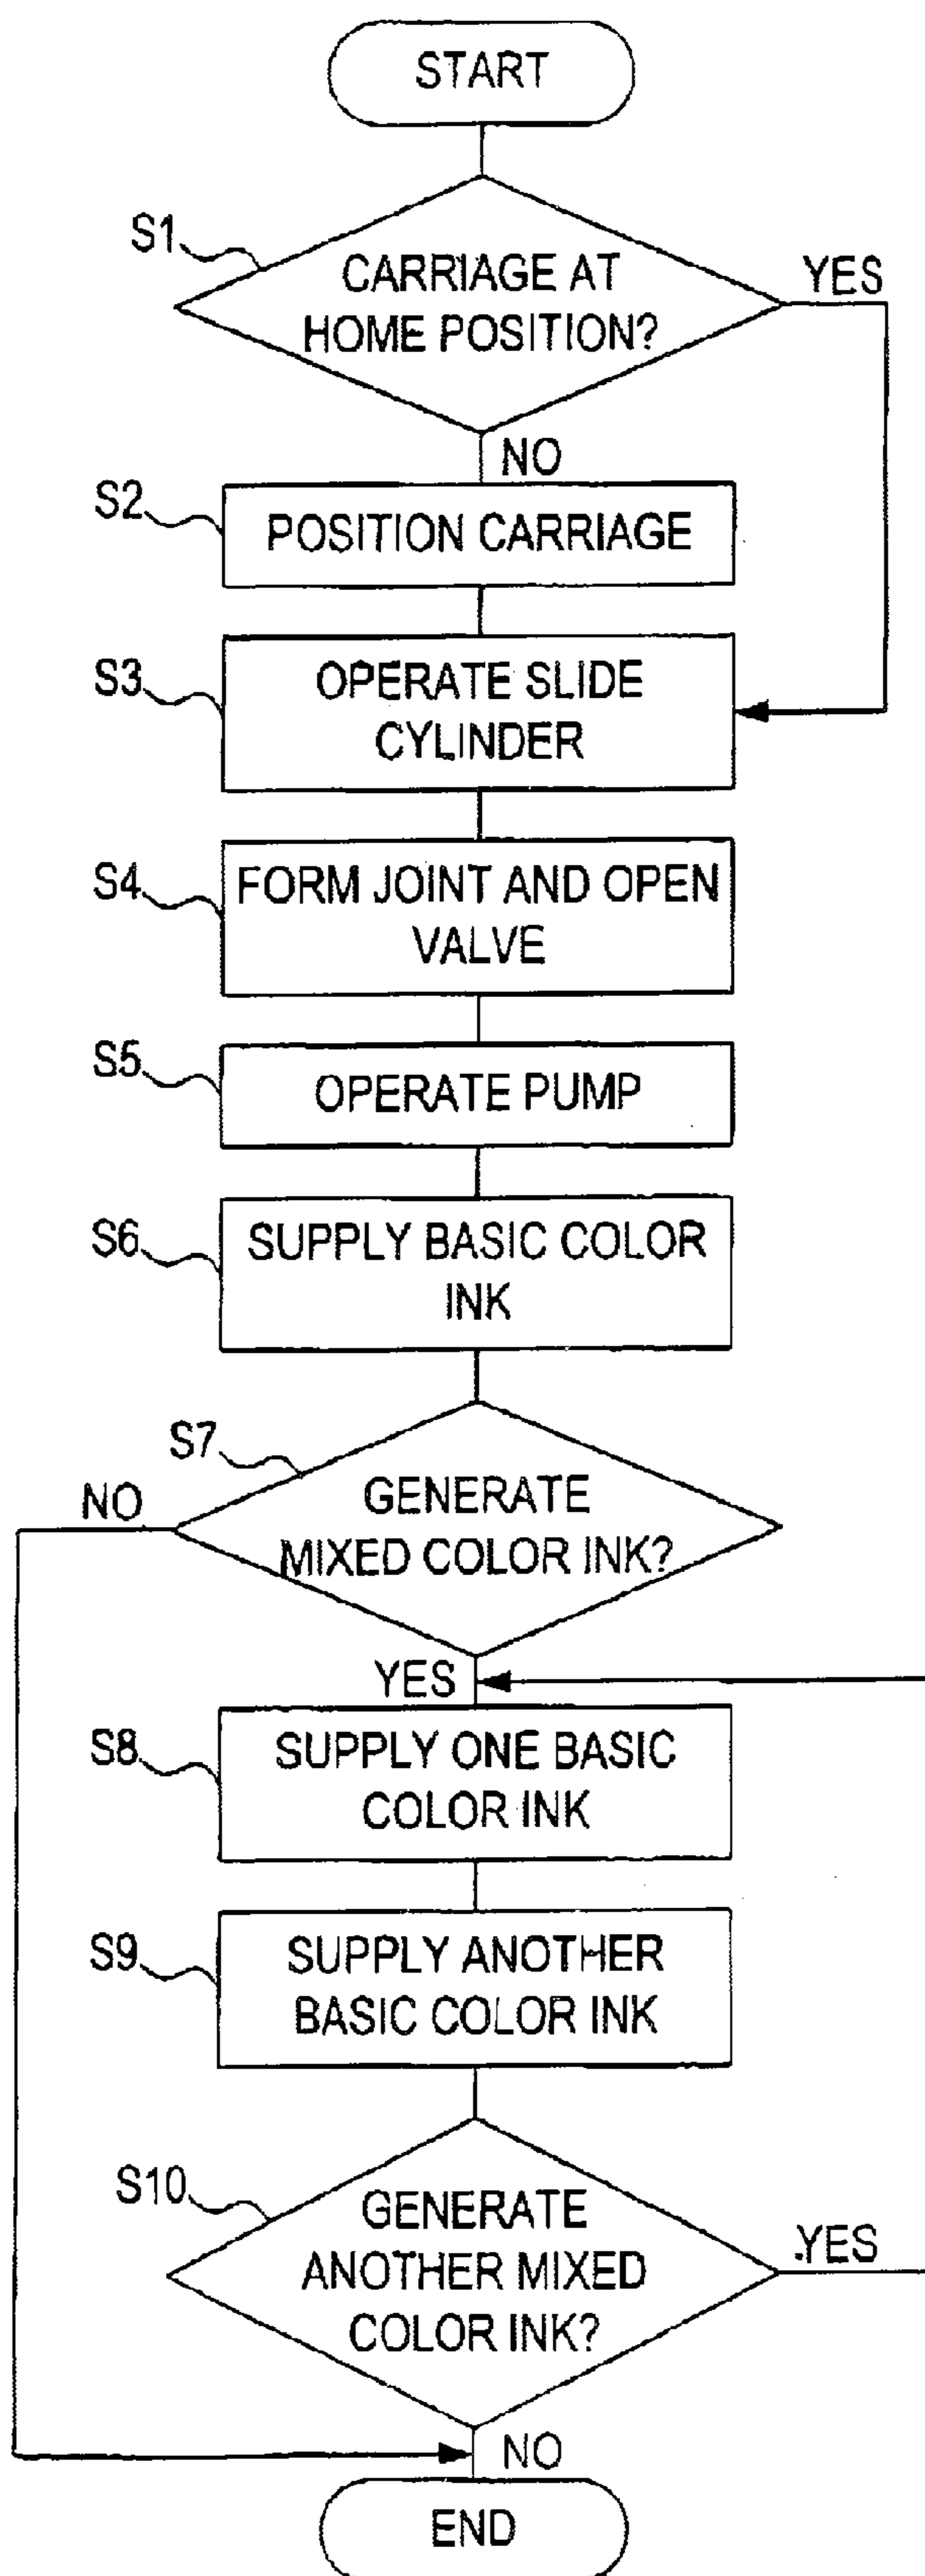 START
S1
CARRIAGE AT
HOME POSITION?
YES
NO
S2
POSITION CARRIAGE
S3
OPERATE SLIDE
CYLINDER
S4
FORM JOINT AND OPEN
VALVE
S5
OPERATE PUMP
S6
SUPPLY BASIC COLOR
INK
S7
GENERATE
MIXED COLOR INK?
NO
YES
S8
SUPPLY ONE BASIC
COLOR INK
S9
SUPPLY ANOTHER
BASIC COLOR INK
S10
GENERATE
ANOTHER MIXED
COLOR INK?
YES
NO
END